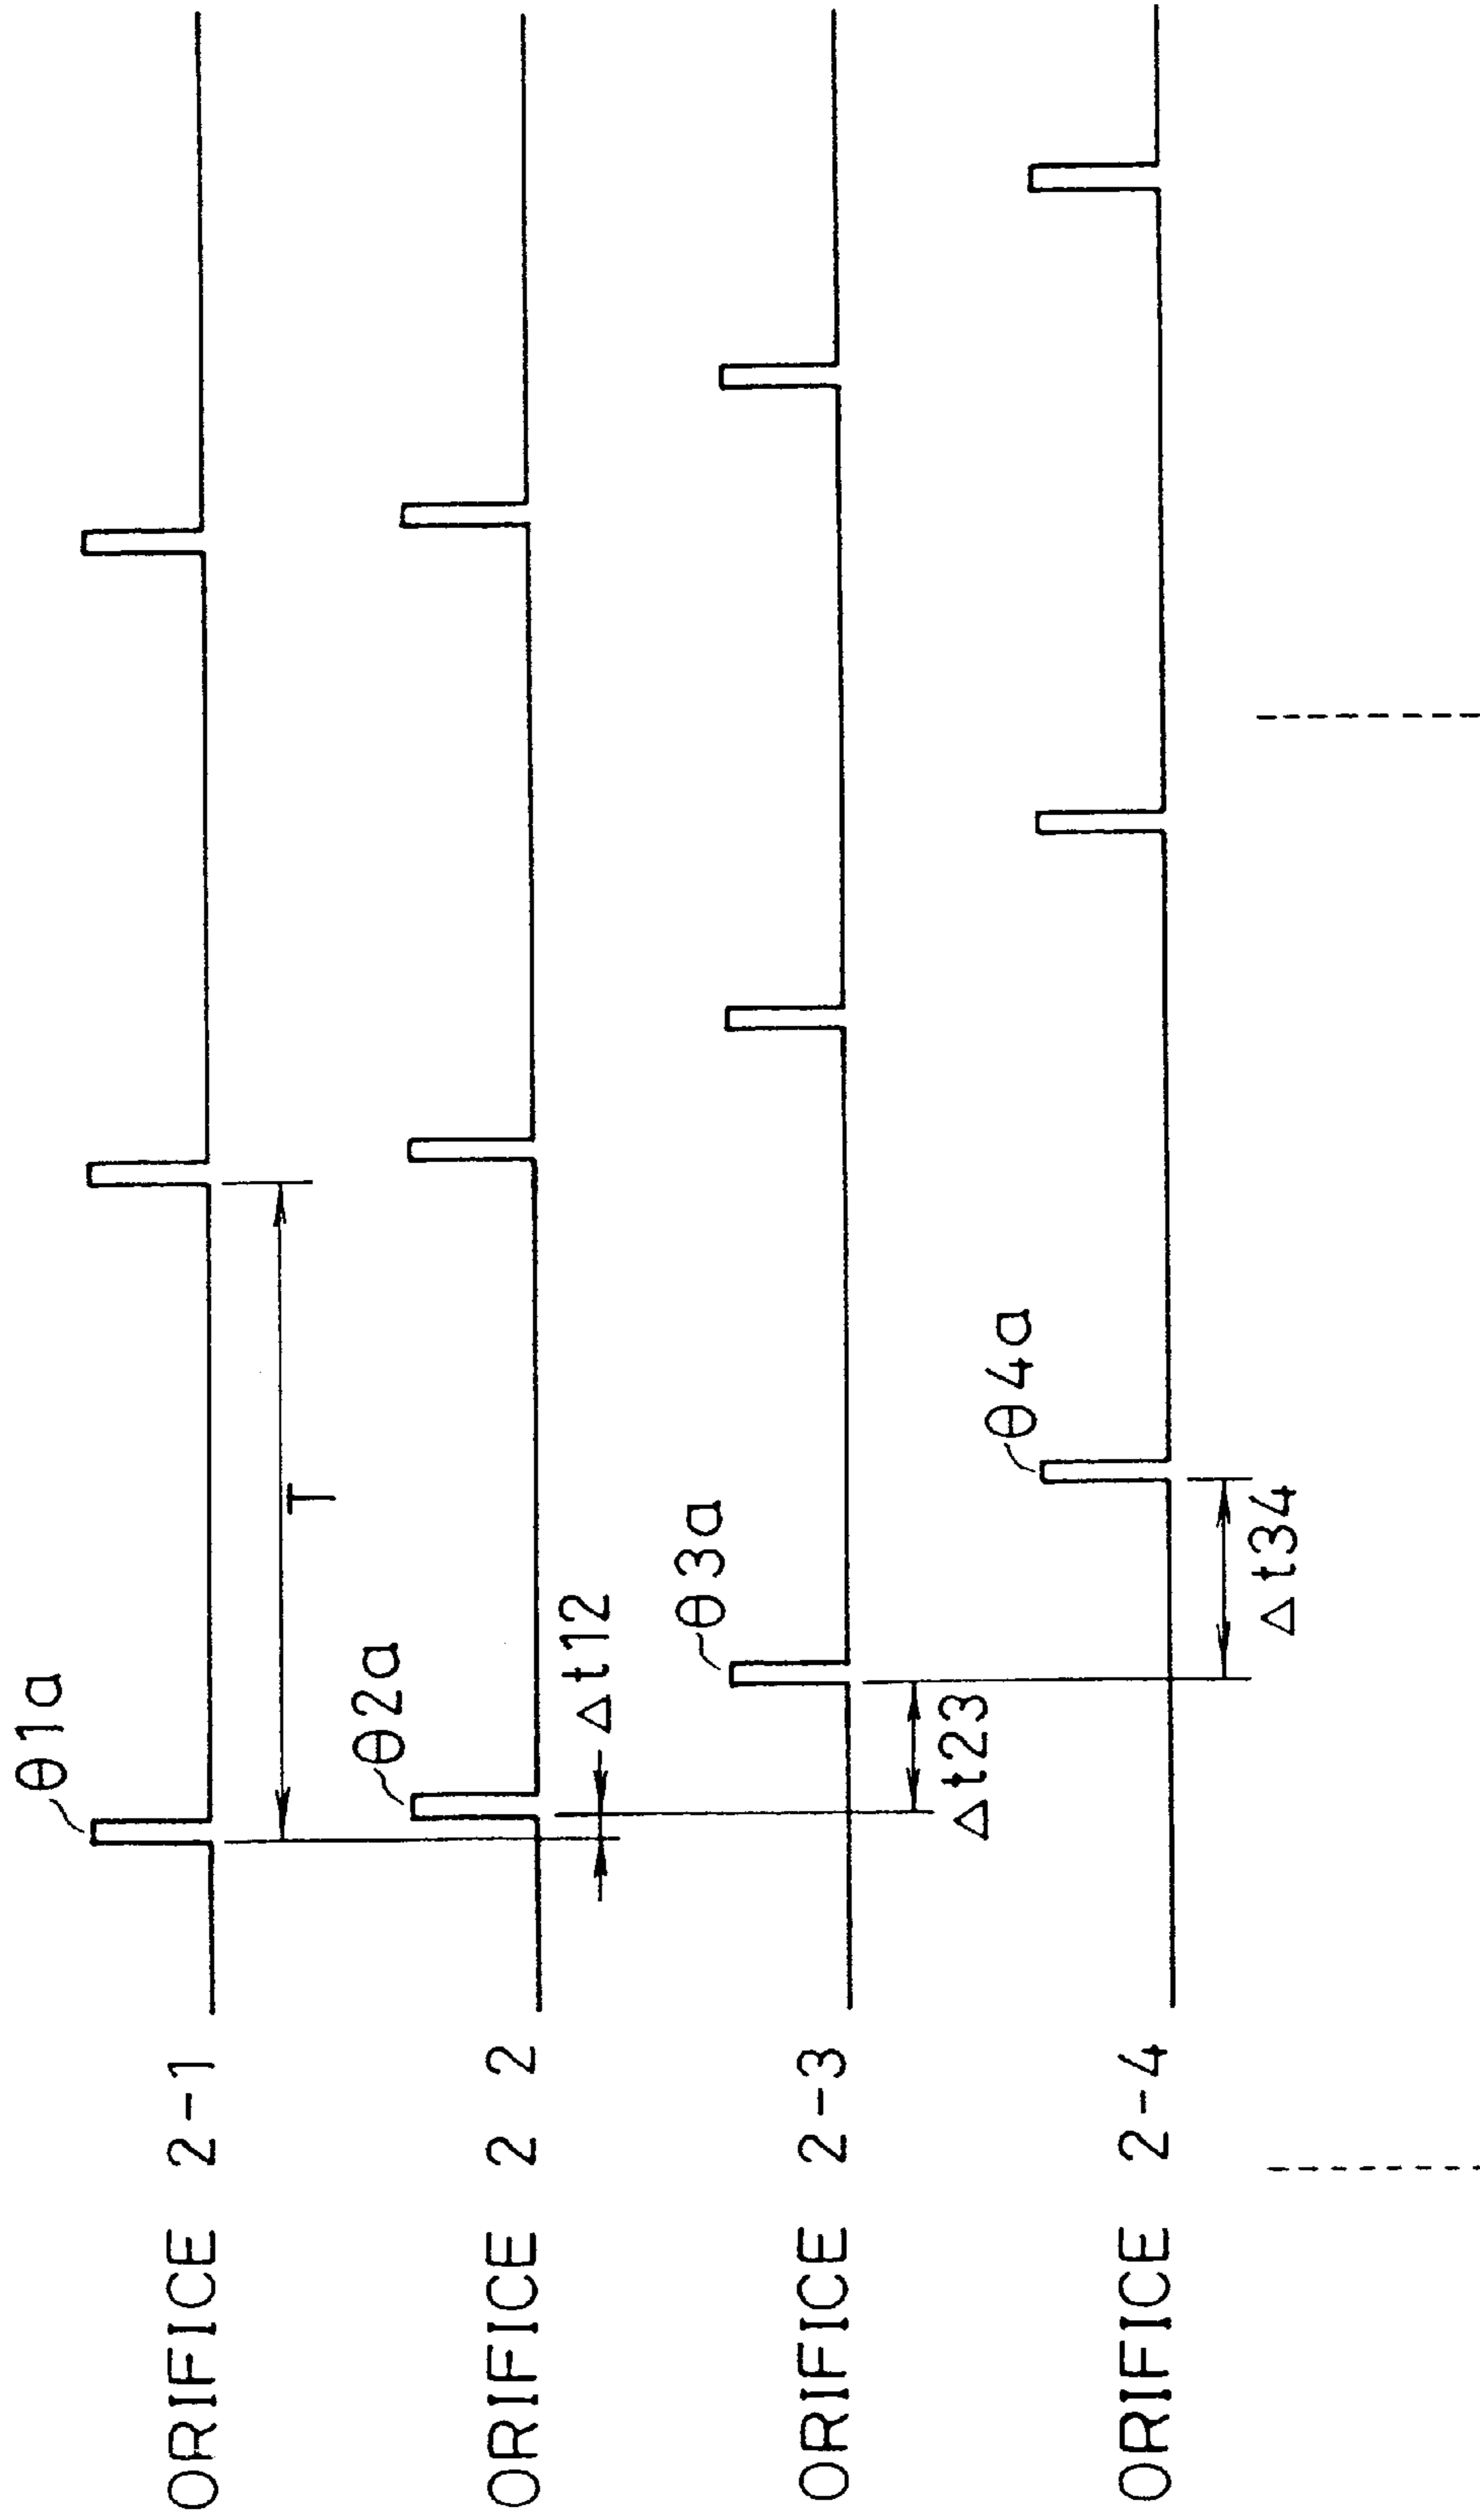 θ1a
ORIFICE 2-1
T
θ2a
ORIFICE 2 2
Δt12
θ3a
ORIFICE 2-3
Δt23
θ4a
ORIFICE 2-4
Δt34